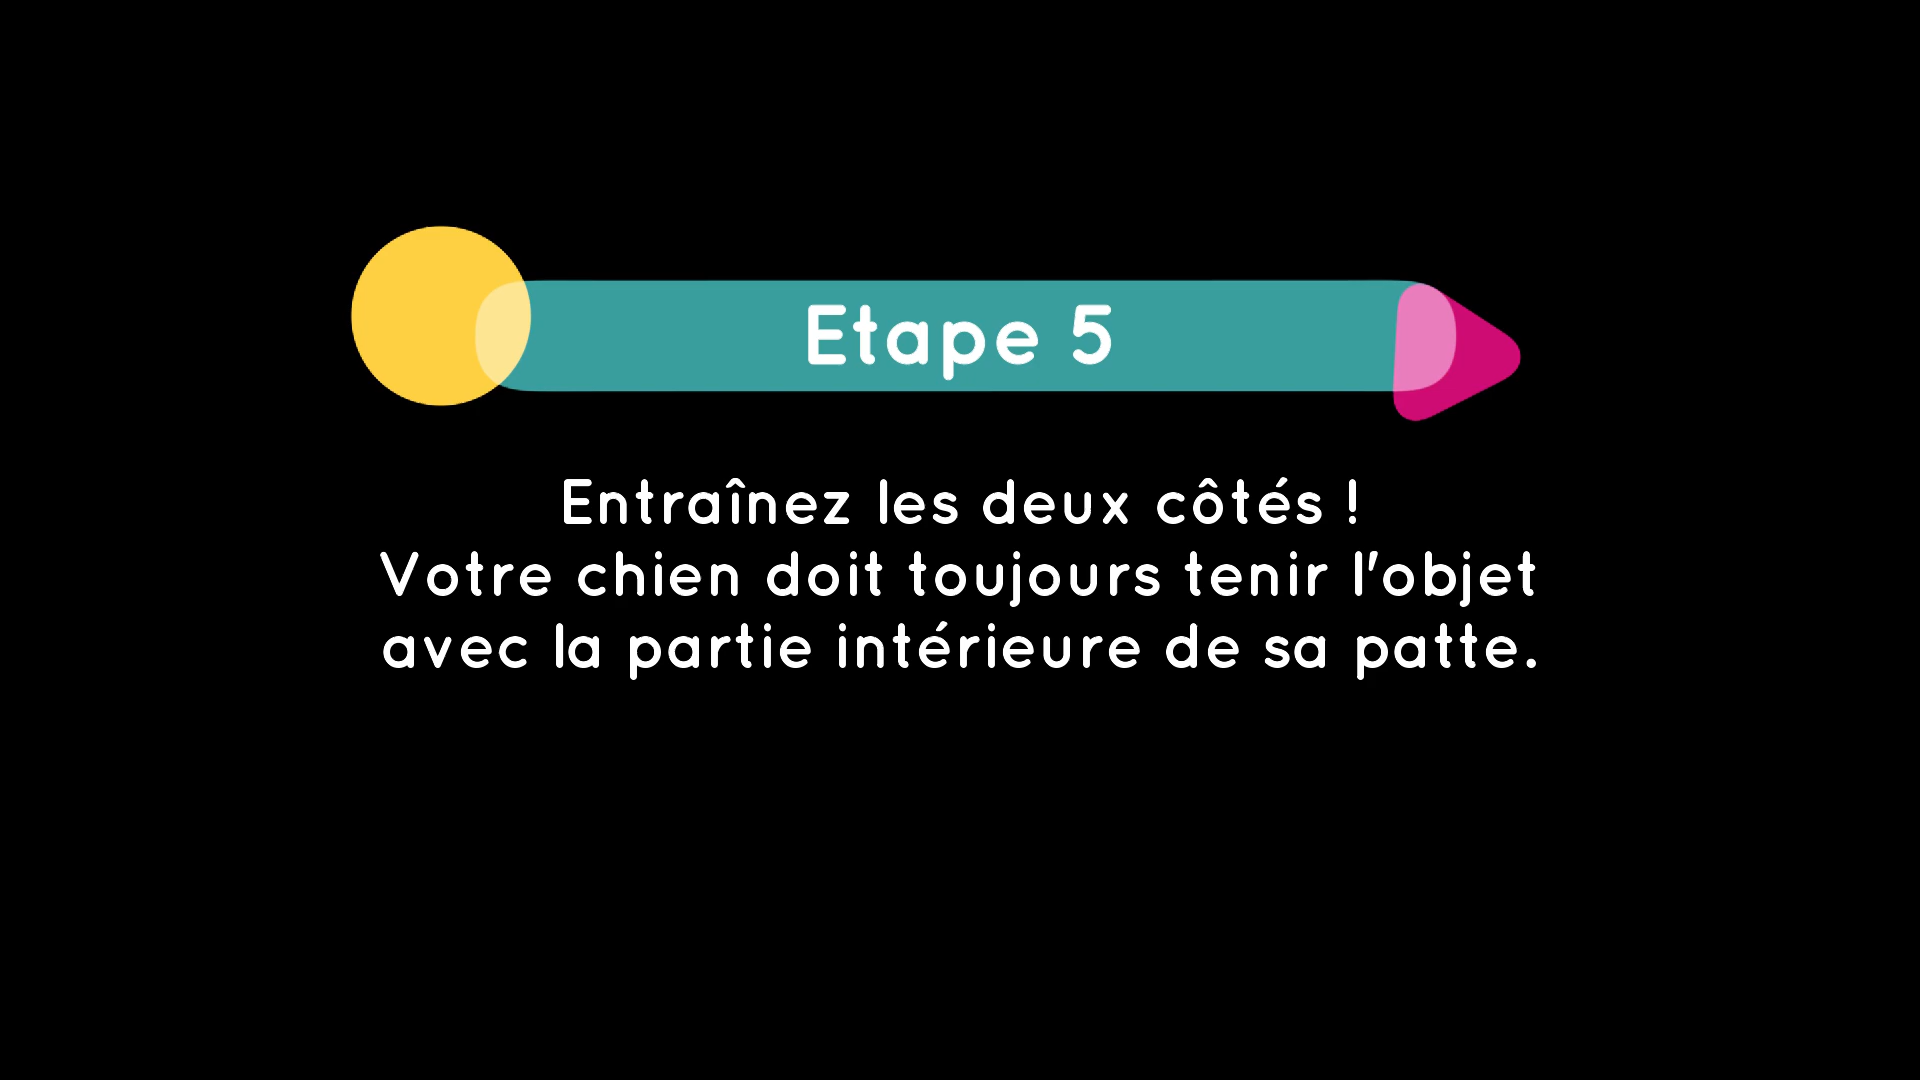 Etape 5
Entraînez les deux côtés !
Votre chien doit toujours tenir l'objet
avec la partie intérieure de sa patte.